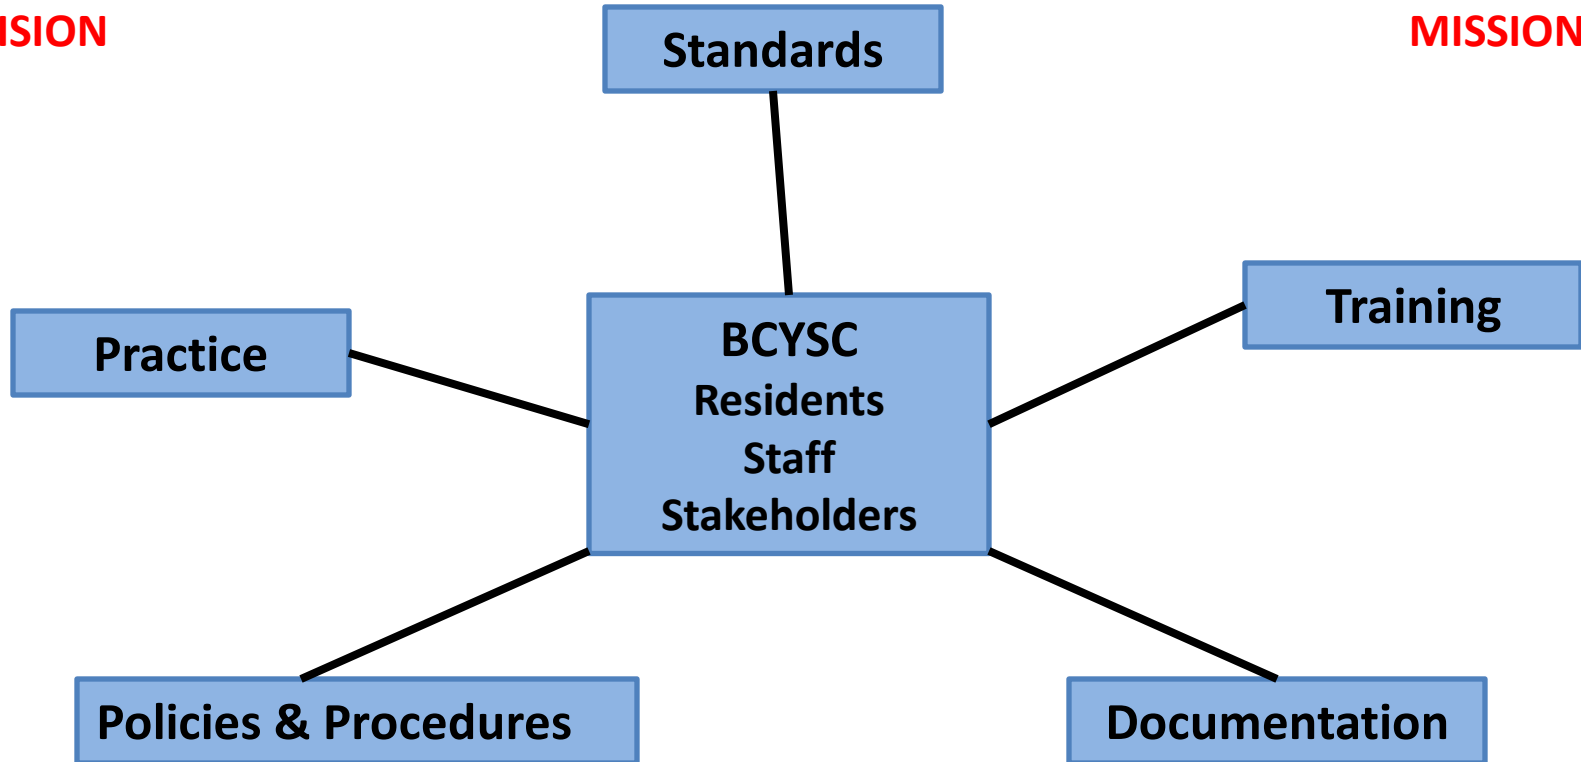 ISION
MISSION
Standards
Training
Practice
BCYSC
Residents
Staff
Stakeholders
Policies & Procedures
Documentation